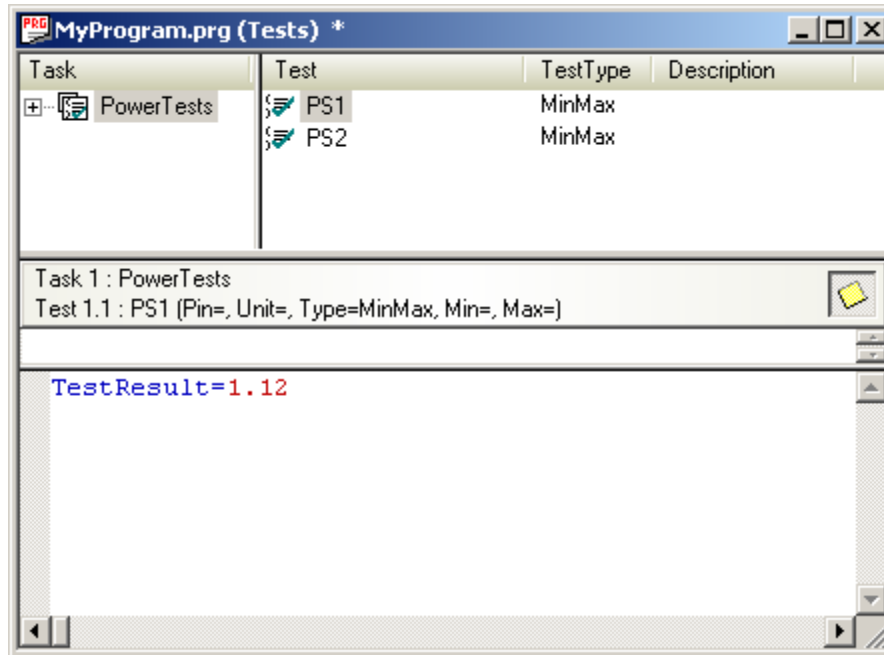 PRG MyProgram.prg (Tests) *
Task Test TestType Description
PowerTests PS1 MinMax
PS2 MinMax
Task 1 : PowerTests
Test 1.1 : PS1 (Pin=, Unit=, Type=MinMax, Min=, Max=)
TestResult=1.12